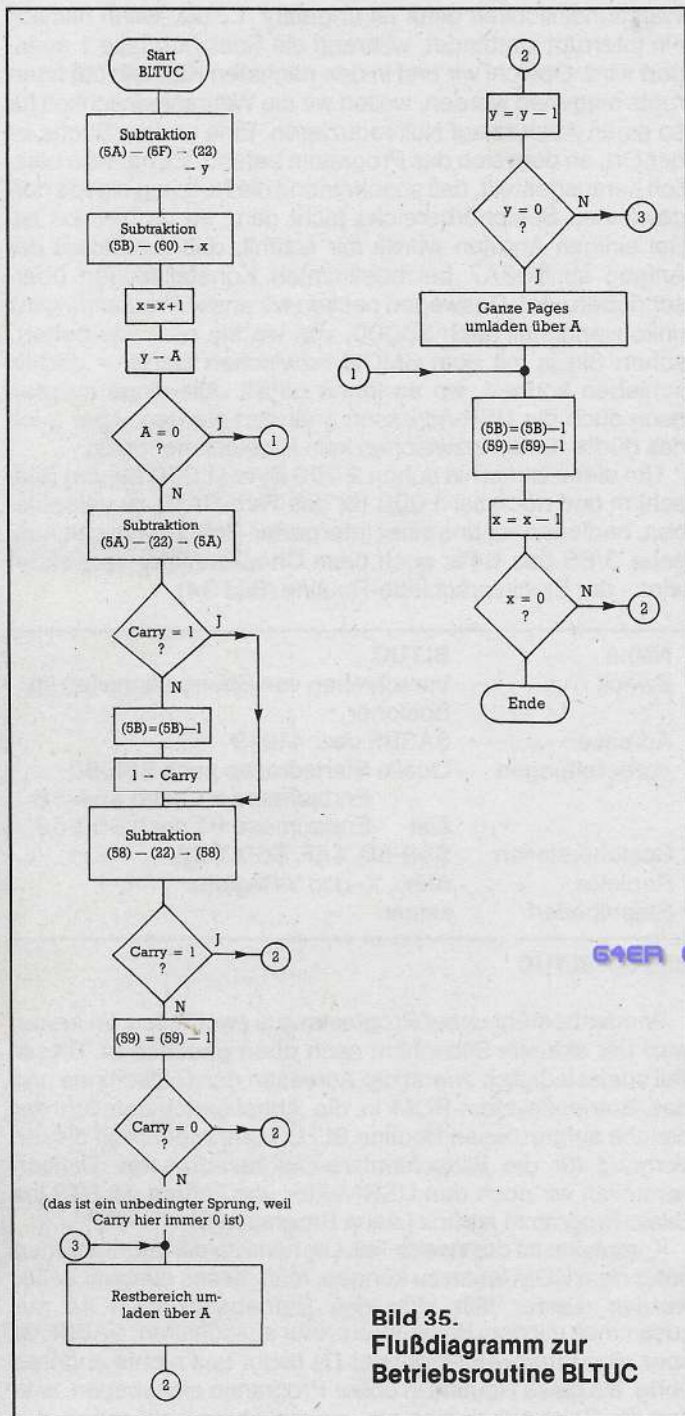 Start
BLTUC
Subtraktion
(5A) — (5F) → (22)
→ y
Subtraktion
(5B) — (60) → x
x=x+1
y → A
A = 0
?
J
1
N
Subtraktion
(5A) — (22) → (5A)
Carry = 1
?
J
N
(5B)=(5B)—1
1 → Carry
Subtraktion
(58) — (22) → (58)
Carry = 1
?
J
2
N
(59) = (59) —1
Carry = 0
?
J
2
N
(das ist ein unbedingter Sprung, weil
Carry hier immer 0 ist)
3
Restbereich um-
laden über A
2
2
y = y — 1
y = 0
?
N
3
J
Ganze Pages
umladen über A
1
(5B)=(5B)—1
(59)=(59)—1
x = x — 1
x = 0
?
N
2
J
Ende
64ER
Bild 35.
Flußdiagramm zur
Betriebsroutine BLTUC